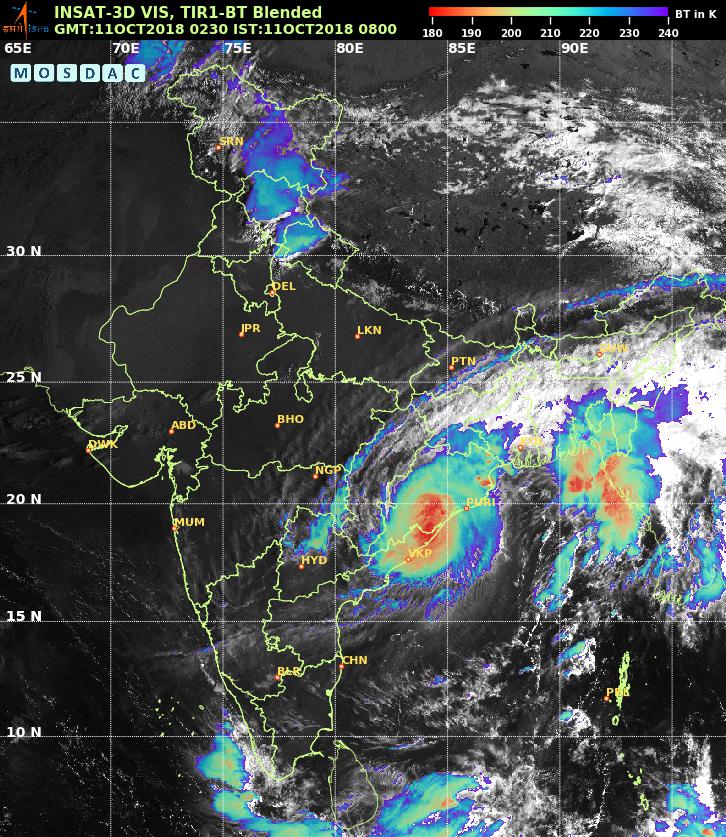 INSAT-3D VIS, TIR1-BT Blended
GMT:11OCT2018 0230 IST:11OCT2018 0800
BT in K
180 190 200 210 220 230 240
65E 70E 75E 80E 85E 90E
MOSDAC
SRN
30 N
DEL
JPR
LKN
PTN
25 N
ABD
BHO
DWK
NGP
20 N
PURI
MUM
VKP
HYD
15 N
CHN
BLR
10 N